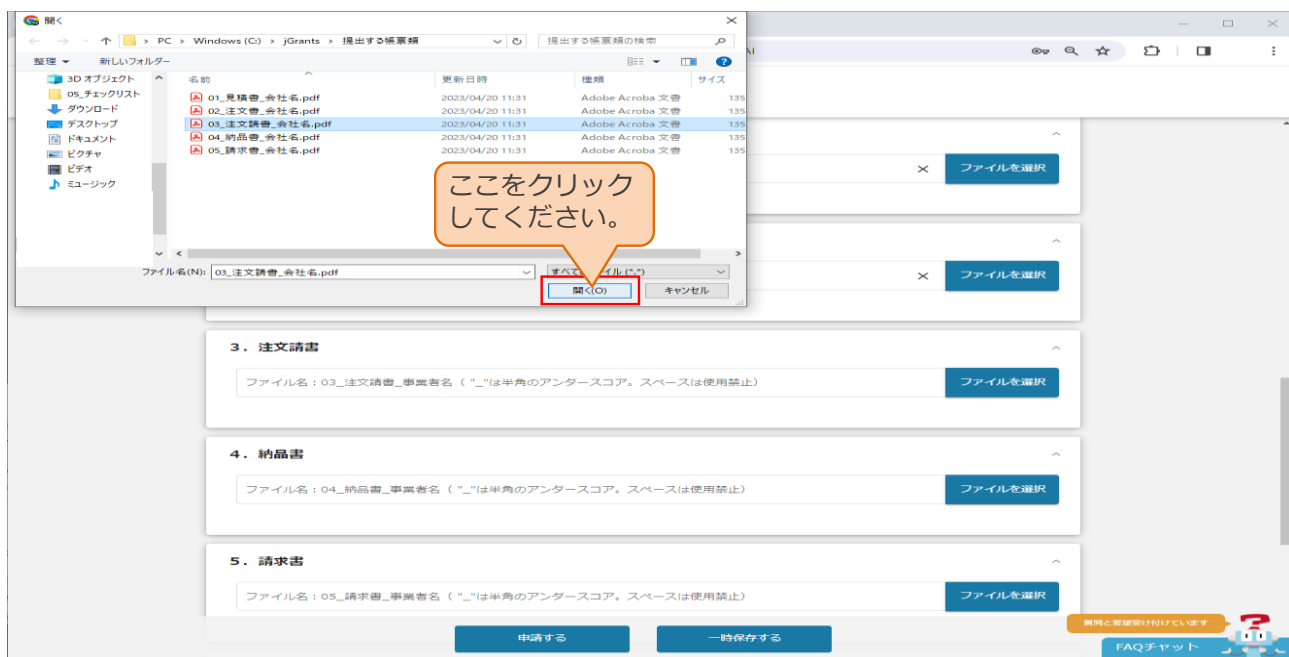 開く
PC > Windows (C:) > jGrants > 提出する帳票類
提出する帳票類の検索
整理 新しいフォルダー
3D オブジェクト
05_チェックリスト
ダウンロード
デスクトップ
ドキュメント
ピクチャ
ビデオ
ミュージック
名前 更新日時 種類 サイズ
01_見積書_会社名.pdf 2023/04/20 11:31 Adobe Acroba 文書 135
02_注文書_会社名.pdf 2023/04/20 11:31 Adobe Acroba 文書 135
03_注文請書_会社名.pdf 2023/04/20 11:31 Adobe Acroba 文書 135
04_納品書_会社名.pdf 2023/04/20 11:31 Adobe Acroba 文書 135
05_請求書_会社名.pdf 2023/04/20 11:31 Adobe Acroba 文書 135
ここをクリック
してください。
ファイル名(N): 03_注文請書_会社名.pdf
開く(O) キャンセル
ファイルを選択
ファイルを選択
3．注文請書
ファイル名：03_注文請書_事業者名（ "_"は半角のアンダースコア。スペースは使用禁止） ファイルを選択
4．納品書
ファイル名：04_納品書_事業者名（ "_"は半角のアンダースコア。スペースは使用禁止） ファイルを選択
5．請求書
ファイル名：05_請求書_事業者名（ "_"は半角のアンダースコア。スペースは使用禁止） ファイルを選択
申請する 一時保存する
質問と要望受け付けています
FAQチャット